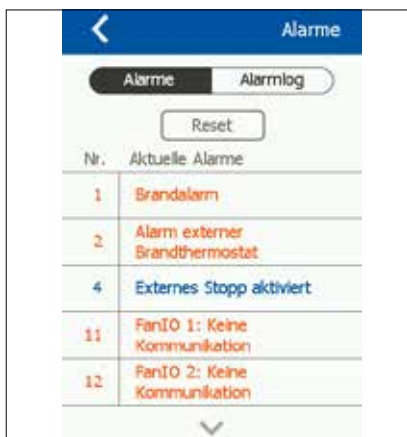 Alarme
Alarme Alarmlog
Reset
Nr. Aktuelle Alarme
1 Brandalarm
2 Alarm externer
Brandthermostat
4 Externes Stopp aktiviert
11 FanIO 1: Keine
Kommunikation
12 FanIO 2: Keine
Kommunikation